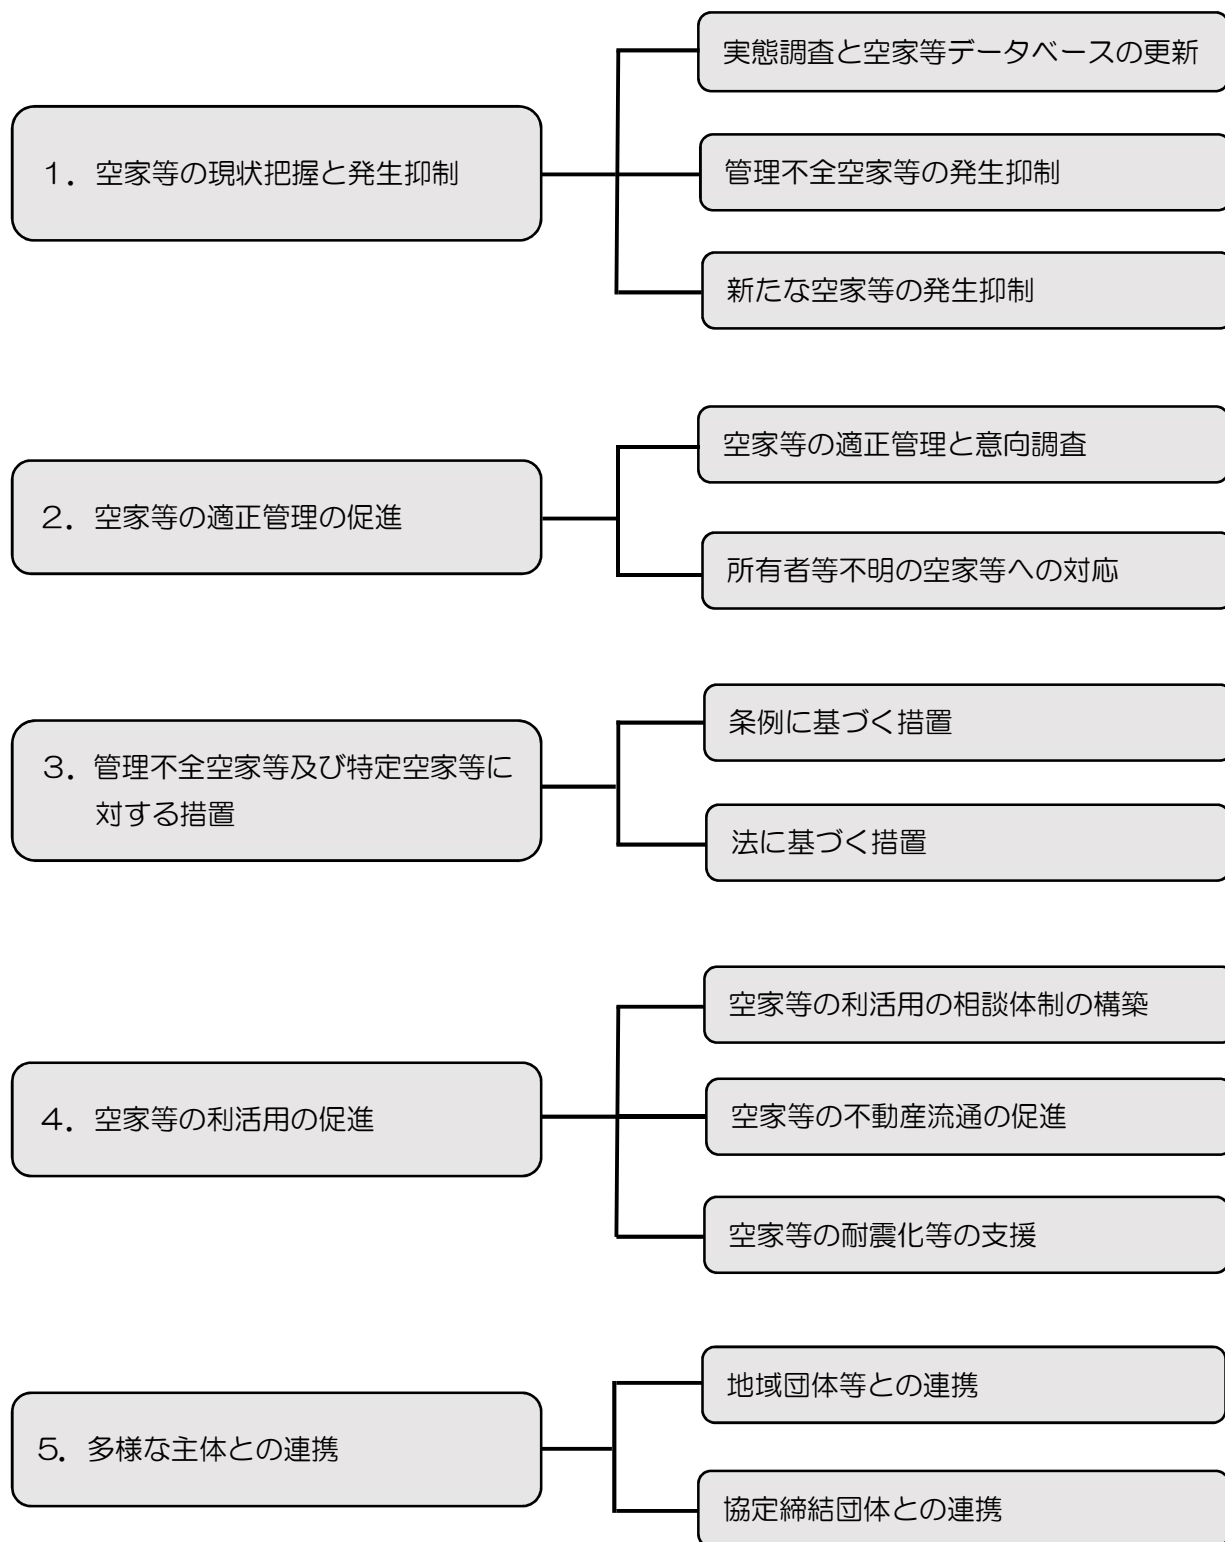 1．空家等の現状把握と発生抑制
実態調査と空家等データベースの更新
管理不全空家等の発生抑制
新たな空家等の発生抑制
2．空家等の適正管理の促進
空家等の適正管理と意向調査
所有者等不明の空家等への対応
3．管理不全空家等及び特定空家等に
対する措置
条例に基づく措置
法に基づく措置
4．空家等の利活用の促進
空家等の利活用の相談体制の構築
空家等の不動産流通の促進
空家等の耐震化等の支援
5．多様な主体との連携
地域団体等との連携
協定締結団体との連携